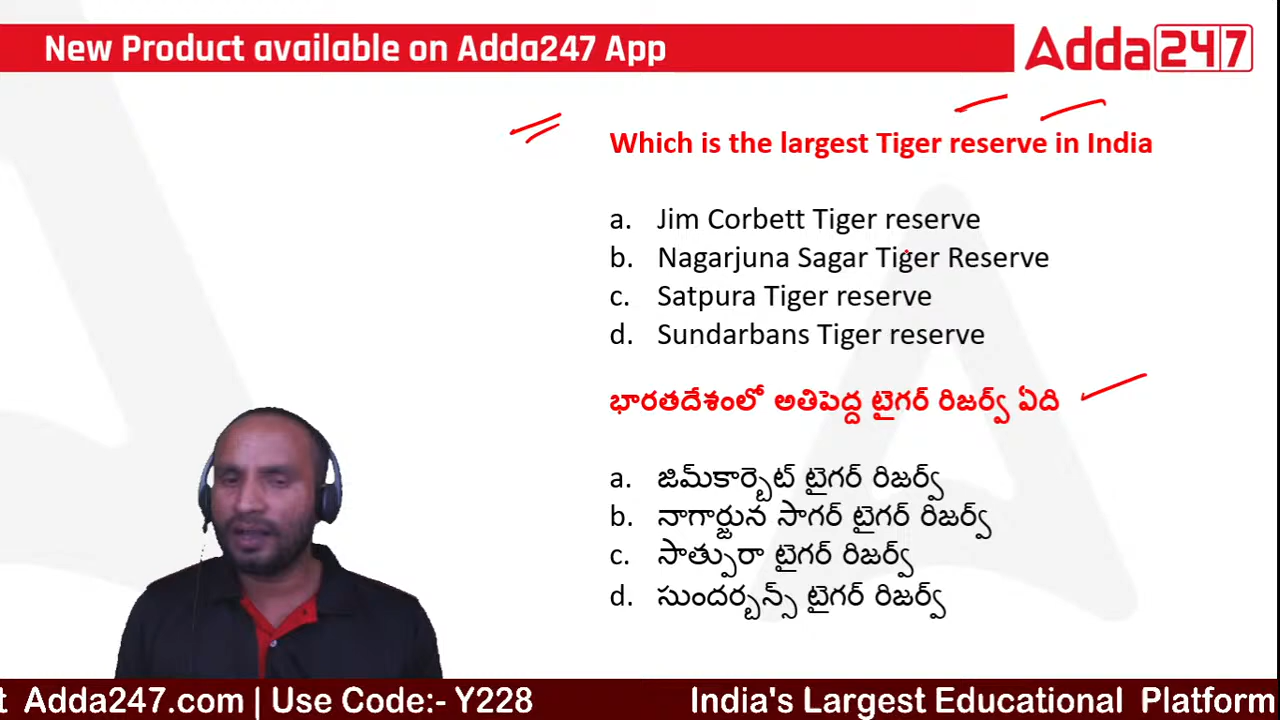 New Product available on Adda247 App
Adda247
Which is the largest Tiger reserve in India
a. Jim Corbett Tiger reserve
b. Nagarjuna Sagar Tiger Reserve
c. Satpura Tiger reserve
d. Sundarbans Tiger reserve
భారతదేశంలో అతిపెద్ద టైగర్ రిజర్వ్ ఏది
a. జిమ్‌కార్బెట్ టైగర్ రిజర్వ్
b. నాగార్జున సాగర్ టైగర్ రిజర్వ్
c. సాత్పురా టైగర్ రిజర్వ్
d. సుందర్బన్స్ టైగర్ రిజర్వ్
t Adda247.com | Use Code:- Y228 India's Largest Educational Platform